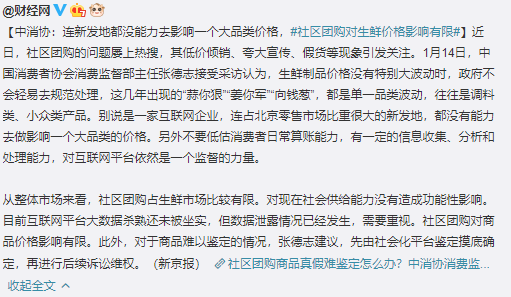 @财经网
【中消协：连新发地都没能力去影响一个大品类价格，#社区团购对生鲜价格影响有限#】近
日，社区团购的问题屡上热搜，其低价倾销、夸大宣传、假货等现象引发关注。1月14日，中
国消费者协会消费监督部主任张德志接受采访认为，生鲜制品价格没有特别大波动时，政府不
会轻易去规范处理，这几年出现的“蒜你狠”“姜你军”“向钱葱”，都是单一品类波动，往往是调料
类、小众类产品。别说是一家互联网企业，连占北京零售市场比重很大的新发地，都没有能力
去做影响一个大品类的价格。另外不要低估消费者日常算账能力，有一定的信息收集、分析和
处理能力，对互联网平台依然是一个监督的力量。
从整体市场来看，社区团购占生鲜市场比较有限。对现在社会供给能力没有造成功能性影响。
目前互联网平台大数据杀熟还未被坐实，但数据泄露情况已经发生，需要重视。社区团购对商
品价格影响有限。此外，对于商品难以鉴定的情况，张德志建议，先由社会化平台鉴定摸底确
定，再进行后续诉讼维权。（新京报） 社区团购商品真假难鉴定怎么办？中消协消费监...
收起全文